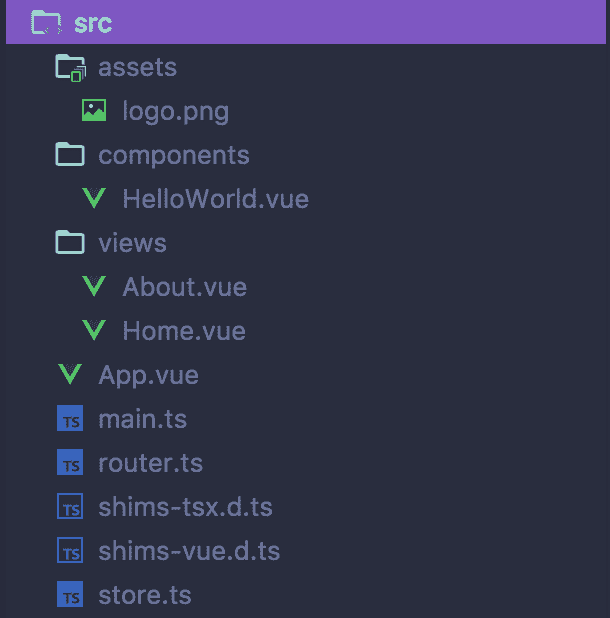 src
assets
logo.png
components
HelloWorld.vue
views
About.vue
Home.vue
App.vue
TS main.ts
TS router.ts
TS shims-tsx.d.ts
TS shims-vue.d.ts
TS store.ts